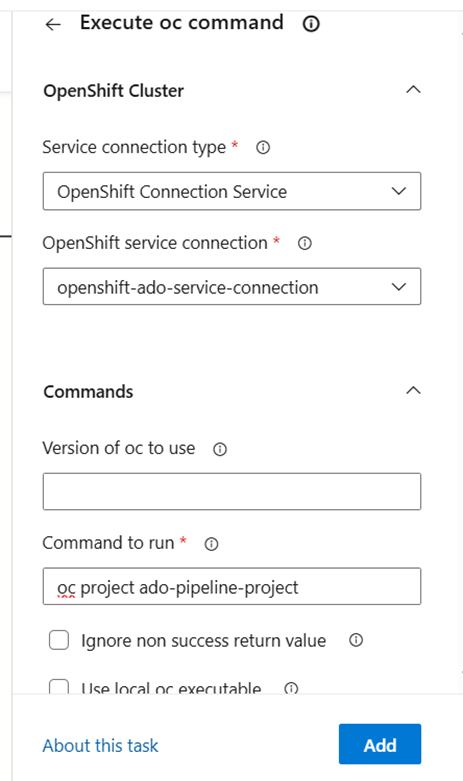 Execute oc command
OpenShift Cluster
Service connection type *
OpenShift Connection Service
OpenShift service connection *
openshift-ado-service-connection
Commands
Version of oc to use
Command to run *
oc project ado-pipeline-project
Ignore non success return value
Use local oc executable
About this task
Add